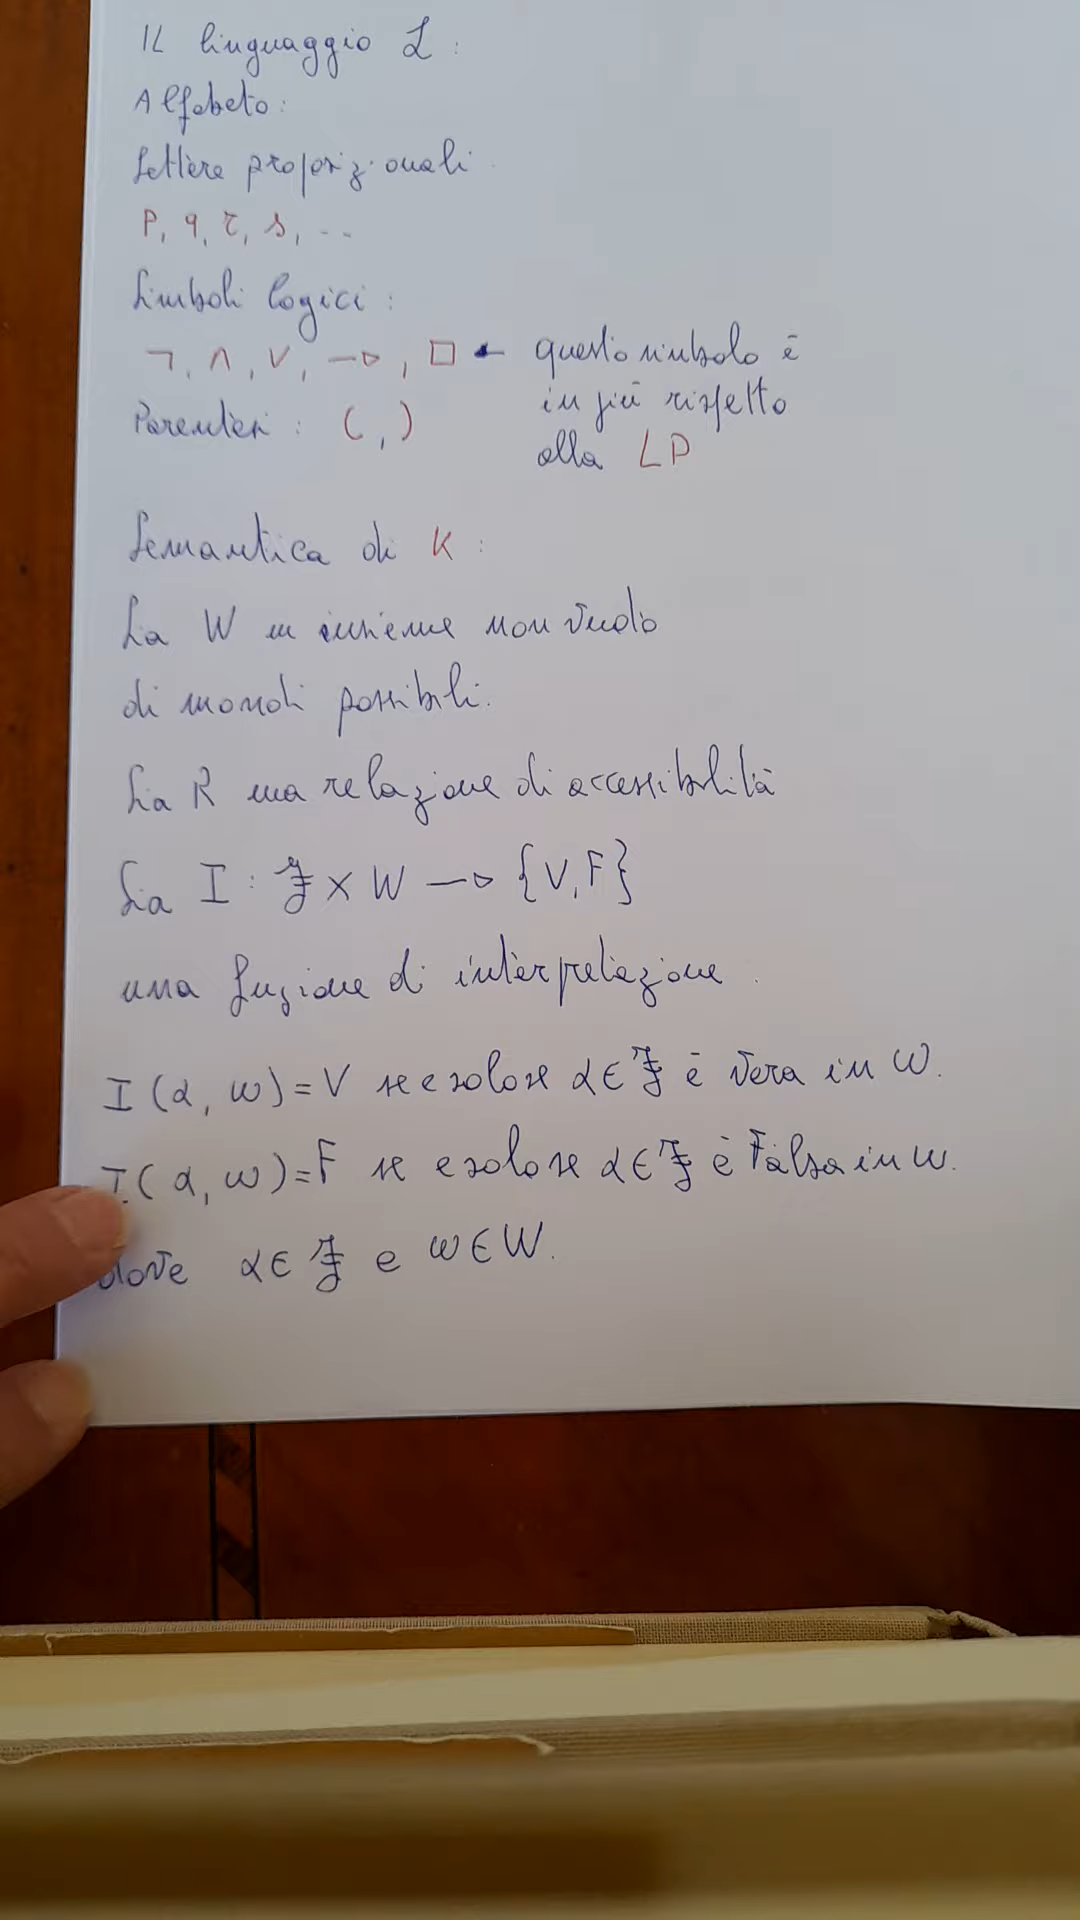 IL linguaggio L:
Alfabeto:
Lettere proposizionali.
P, q, r, s, ...
Simboli logici:
¬, ∧, ∨, →, □ ← questo simbolo è
in più rispetto
alla LP
Parentesi: (, )
Semantica di K:
Sia W un insieme non vuoto
di mondi possibili.
Sia R una relazione di accessibilità
Sia I: F × W → {V, F}
una funzione di interpretazione.
I(α, w) = V se e solo se α ∈ F è Vera in w.
I(α, w) = F se e solo se α ∈ F è Falsa in w.
dove α ∈ F e w ∈ W.